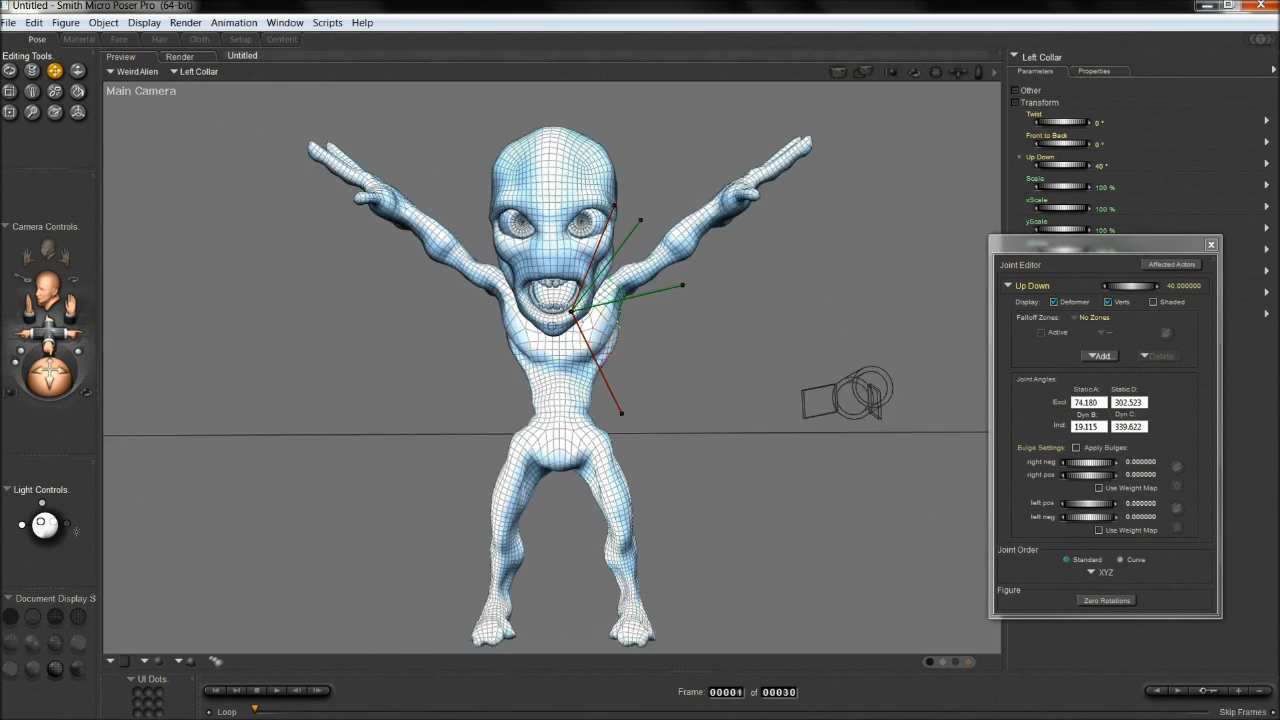 Untitled - Smith Micro Poser Pro (64-bit)
File Edit Figure Object Display Render Animation Window Scripts Help
Pose Material Face Hair Cloth Setup Content
Editing Tools.
Preview Render Untitled
Weird Alien Left Collar
Main Camera
Camera Controls.
Light Controls.
Document Display S
UI Dots.
Loop
Frame: 00001 of 00030
Skip Frames
Left Collar
Parameters Properties
Other
Transform
Twist
0 °
Front to Back
0 °
Up Down
40 °
Scale
100 %
xScale
100 %
yScale
100 %
Joint Editor Affected Actors
Up Down 40.000000
Display: Deformer Verts Shaded
Falloff Zones: No Zones
Active --
Add Delete
Joint Angles:
Static A: Static D:
Excl 74.180 302.523
Dyn B: Dyn C:
Incl: 19.115 339.622
Bulge Settings: Apply Bulges:
right neg 0.000000
right pos 0.000000
Use Weight Map
left pos 0.000000
left neg 0.000000
Use Weight Map
Joint Order
Standard Curve
XYZ
Figure
Zero Rotations